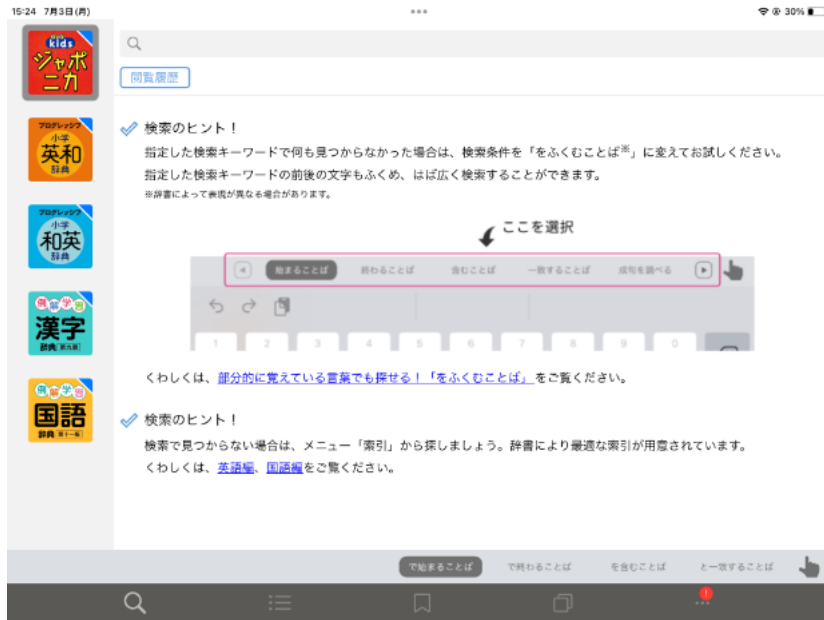 15:24 7月3日(月)
30%
kids
ジャポニカ
閲覧履歴
検索のヒント！
指定した検索キーワードで何も見つからなかった場合は、検索条件を「をふくむことば※」に変えてお試しください。
指定した検索キーワードの前後の文字もふくめ、はば広く検索することができます。
※辞書によって表現が異なる場合があります。
プログレッシブ
小学
英和
辞典
プログレッシブ
小学
和英
辞典
ここを選択
始まることば 終わることば 含むことば 一致することば 成句を調べる
1 2 3 4 5 6 7 8 9 0
例解学習
漢字
辞典 第九版
くわしくは、部分的に覚えている言葉でも探せる！「をふくむことば」をご覧ください。
例解学習
国語
辞典 第十一版
検索のヒント！
検索で見つからない場合は、メニュー「索引」から探しましょう。辞書により最適な索引が用意されています。
くわしくは、英語編、国語編をご覧ください。
で始まることば で終わることば を含むことば と一致することば